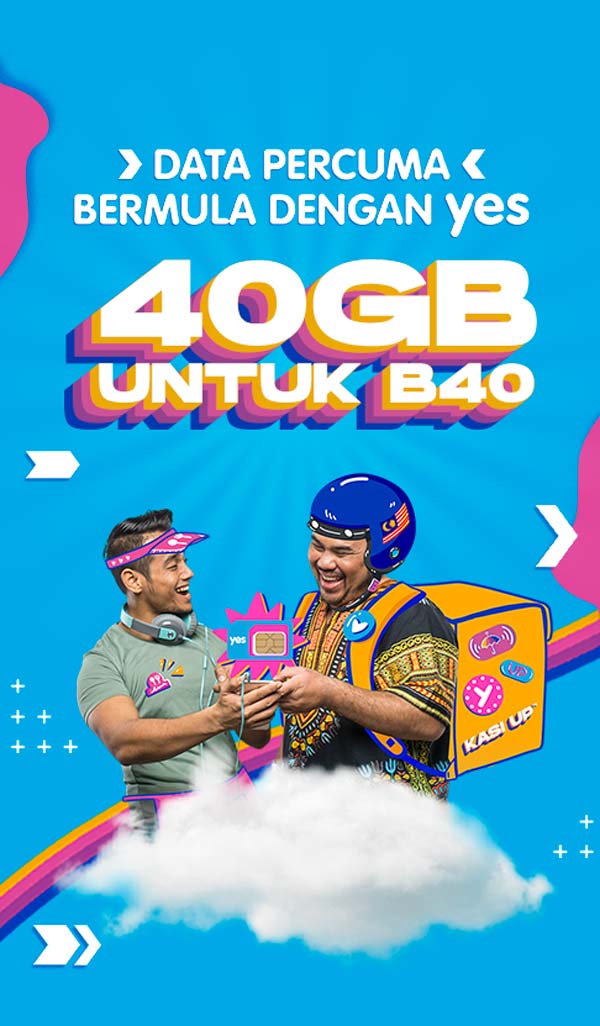 DATA PERCUMA
BERMULA DENGAN yes
40GB
UNTUK B40
yes
KASI UP